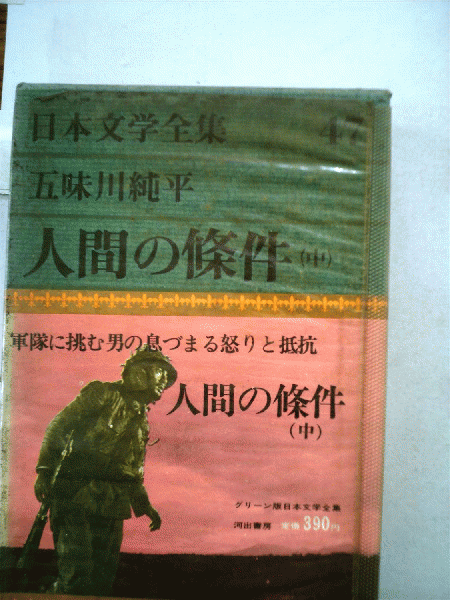 日本文学全集 47
五味川純平
人間の條件(中)
軍隊に挑む男の息づまる怒りと抵抗
人間の條件
(中)
グリーン版日本文学全集
河出書房 定価390円